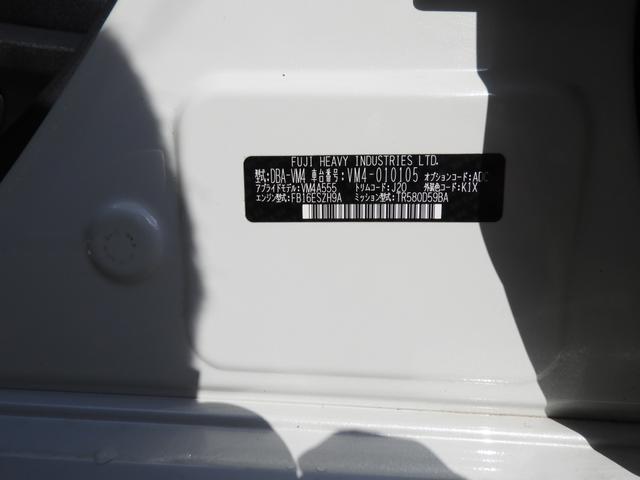 FUJI HEAVY INDUSTRIES LTD.
型式:DBA-VM4 車台番号:VM4-010105 オプションコード:ADC
アプライドモデル:VM4A555 トリムコード:J20 外装色コード:K1X
エンジン型式:FB16ESZH9A ミッション型式:TR580D59BA